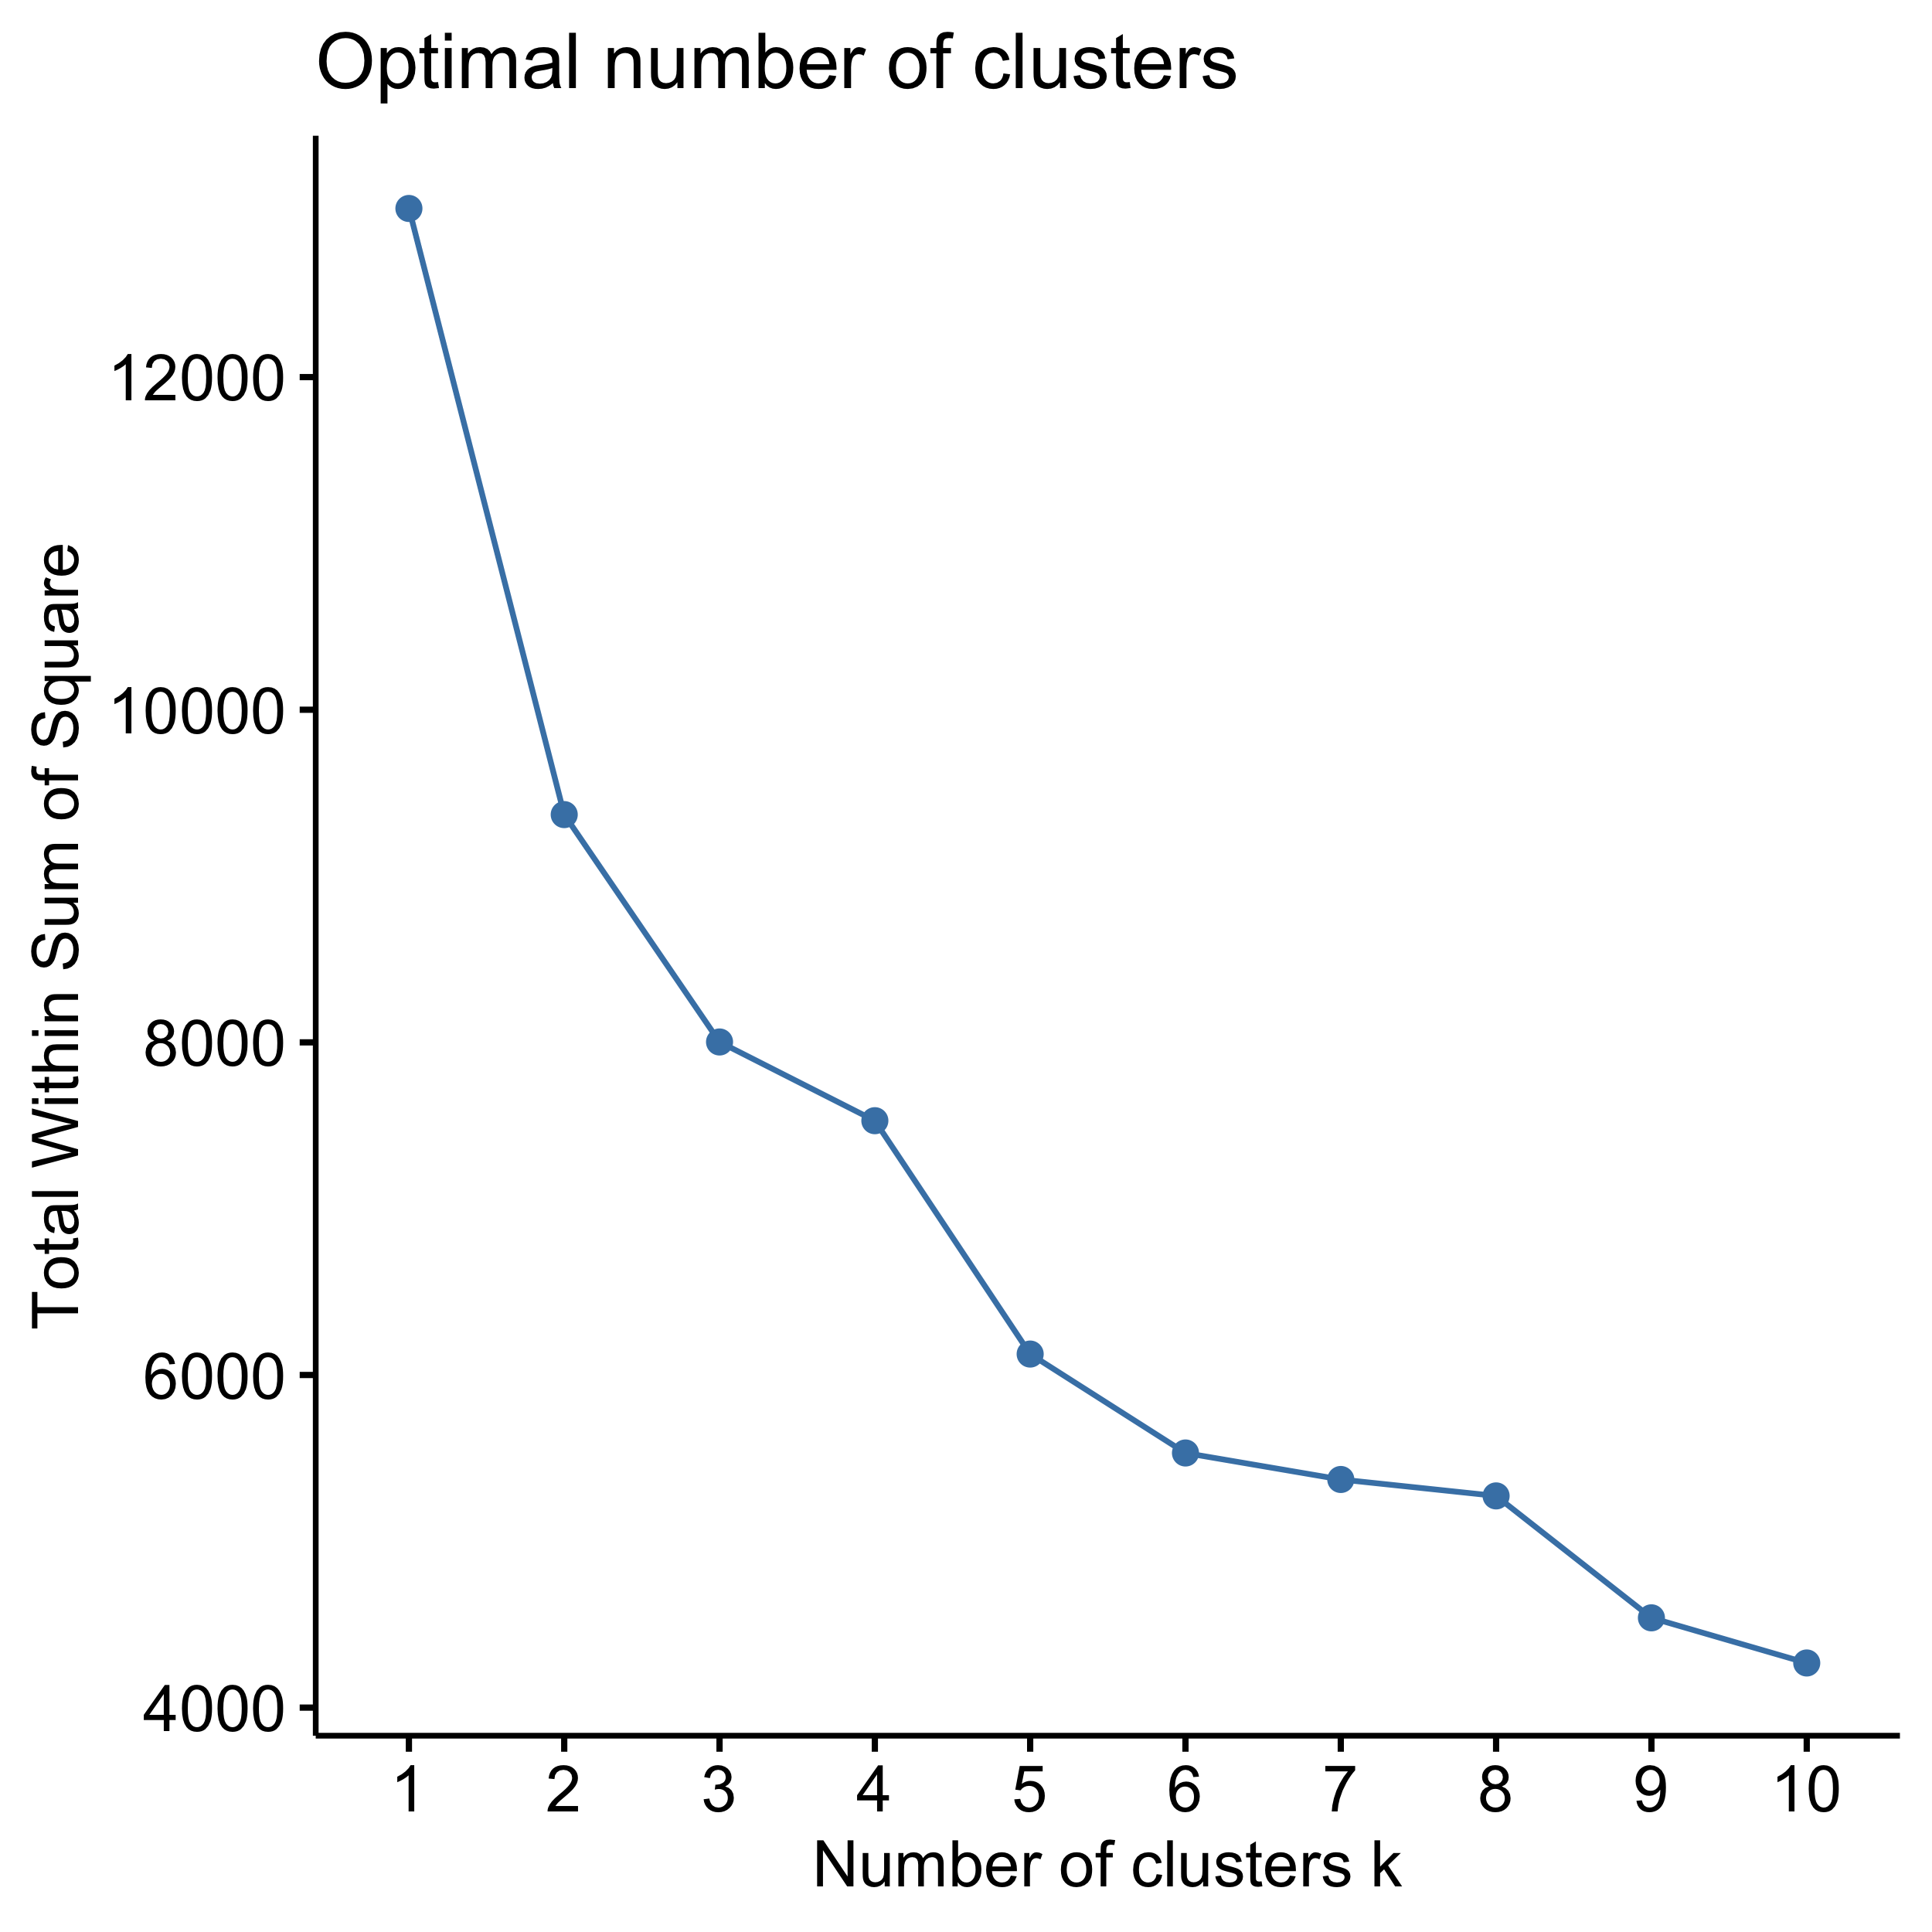 Optimal number of clusters
Total Within Sum of Square
12000
10000
8000
6000
4000
1 2 3 4 5 6 7 8 9 10
Number of clusters k